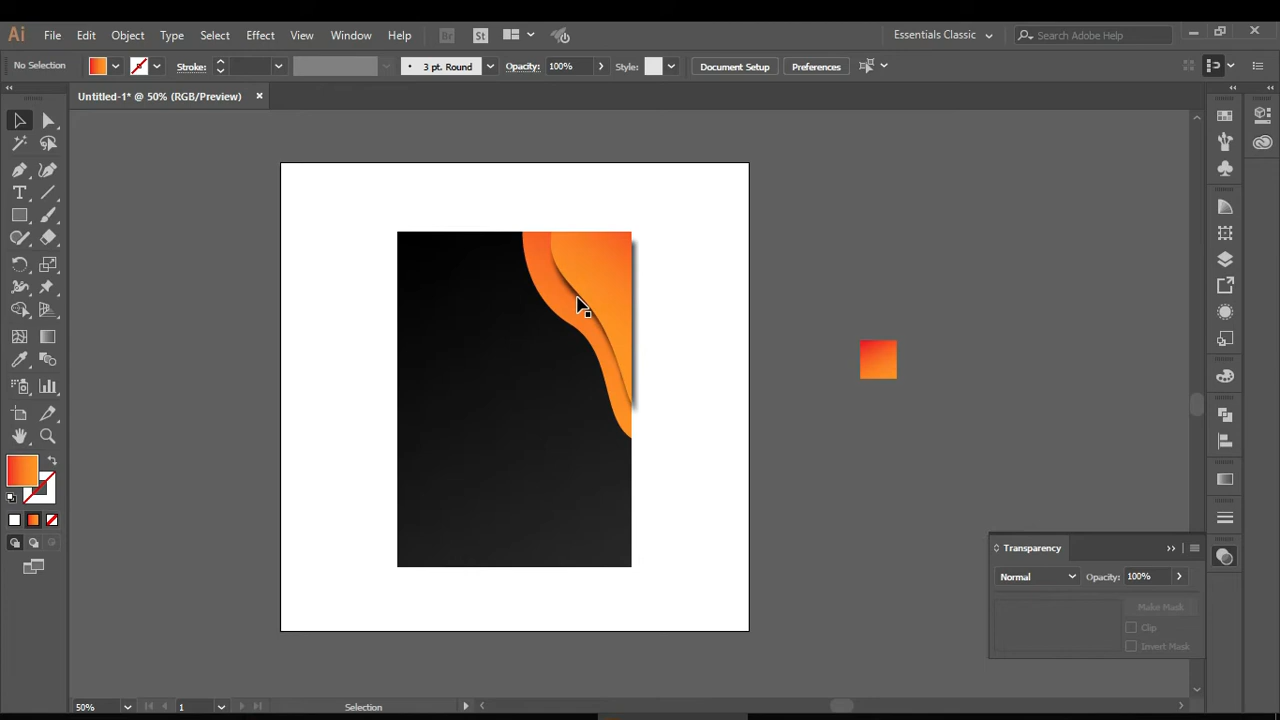 Ai File Edit Object Type Select Effect View Window Help Br St Essentials Classic Search Adobe Help
No Selection Stroke: 3 pt. Round Opacity: 100% Style: Document Setup Preferences
Untitled-1* @ 50% (RGB/Preview)
T
Transparency
Normal Opacity: 100%
Make Mask
Clip
Invert Mask
50% 1 Selection